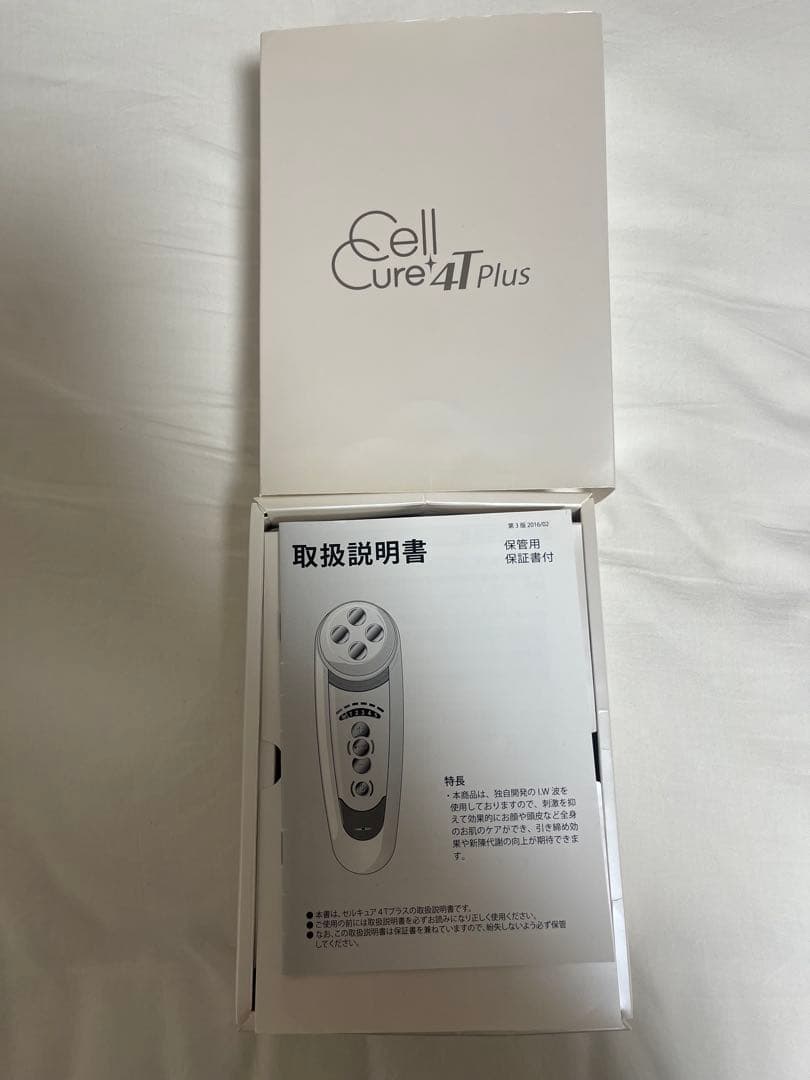 Cell
Cure 4T Plus
第3版 2016/02
取扱説明書
保管用
保証書付
特長
・本商品は、独自開発の I.W 波を
使用しておりますので、刺激を抑
えて効果的にお顔や頭皮など全身
のお肌のケアができ、引き締め効
果や新陳代謝の向上が期待できま
す。
● 本書は、セルキュア4Tプラスの取扱説明書です。
● ご使用の前には取扱説明書を必ずお読みになり正しく使用ください。
● なお、この取扱説明書は保証書を兼ねていますので、紛失しないよう必ず保管
してください。